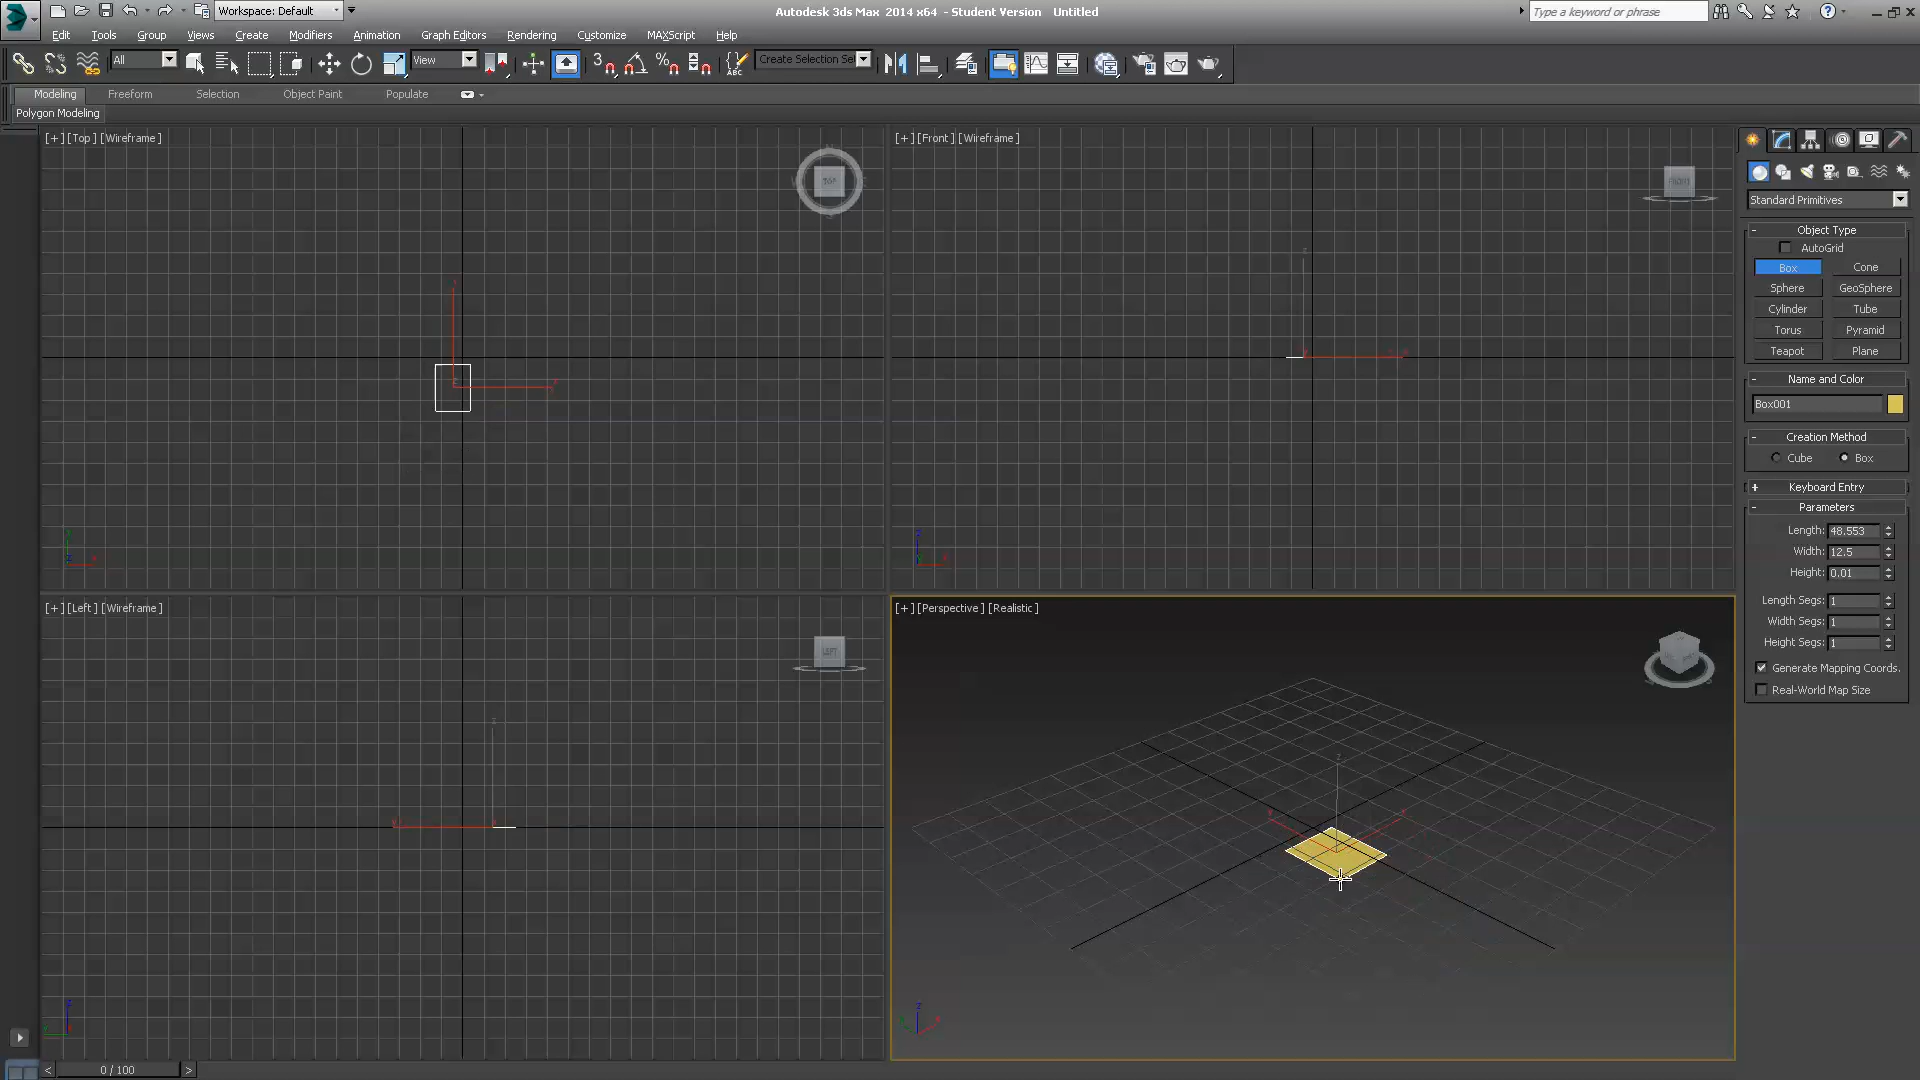 Workspace: Default
Autodesk 3ds Max 2014 x64 - Student Version Untitled
Type a keyword or phrase
Edit Tools Group Views Create Modifiers Animation Graph Editors Rendering Customize MAXScript Help
All
View
3
Create Selection Se
ABC
Modeling Freeform Selection Object Paint Populate
Polygon Modeling
[+] [Top] [Wireframe]
TOP
[+] [Front] [Wireframe]
FRONT
Standard Primitives
- Object Type
AutoGrid
Box Cone
Sphere GeoSphere
Cylinder Tube
Torus Pyramid
Teapot Plane
- Name and Color
Box001
- Creation Method
Cube Box
+ Keyboard Entry
- Parameters
Length: 48.553
Width: 12.5
Height: 0.01
Length Segs: 1
Width Segs: 1
Height Segs: 1
Generate Mapping Coords.
Real-World Map Size
[+] [Left] [Wireframe]
LEFT
[+] [Perspective] [Realistic]
< 0 / 100 >